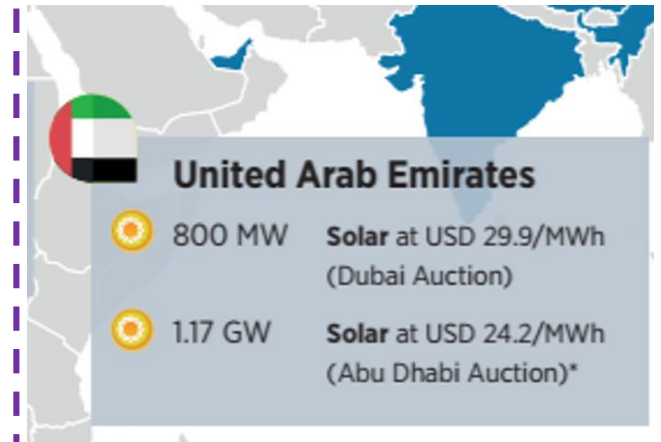 United Arab Emirates
800 MW Solar at USD 29.9/MWh
(Dubai Auction)
1.17 GW Solar at USD 24.2/MWh
(Abu Dhabi Auction)*